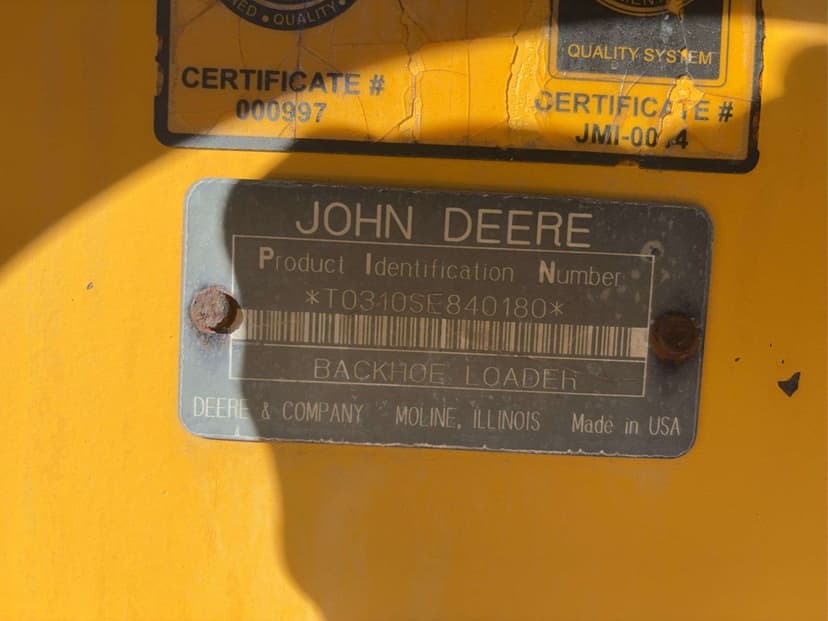 QUALITY
CERTIFICATE #
000997
QUALITY SYSTEM
CERTIFICATE #
JOHN DEERE
Product Identification Number
*T0310SE840180*
BACKHOE LOADER
DEERE & COMPANY MOLINE, ILLINOIS Made in USA